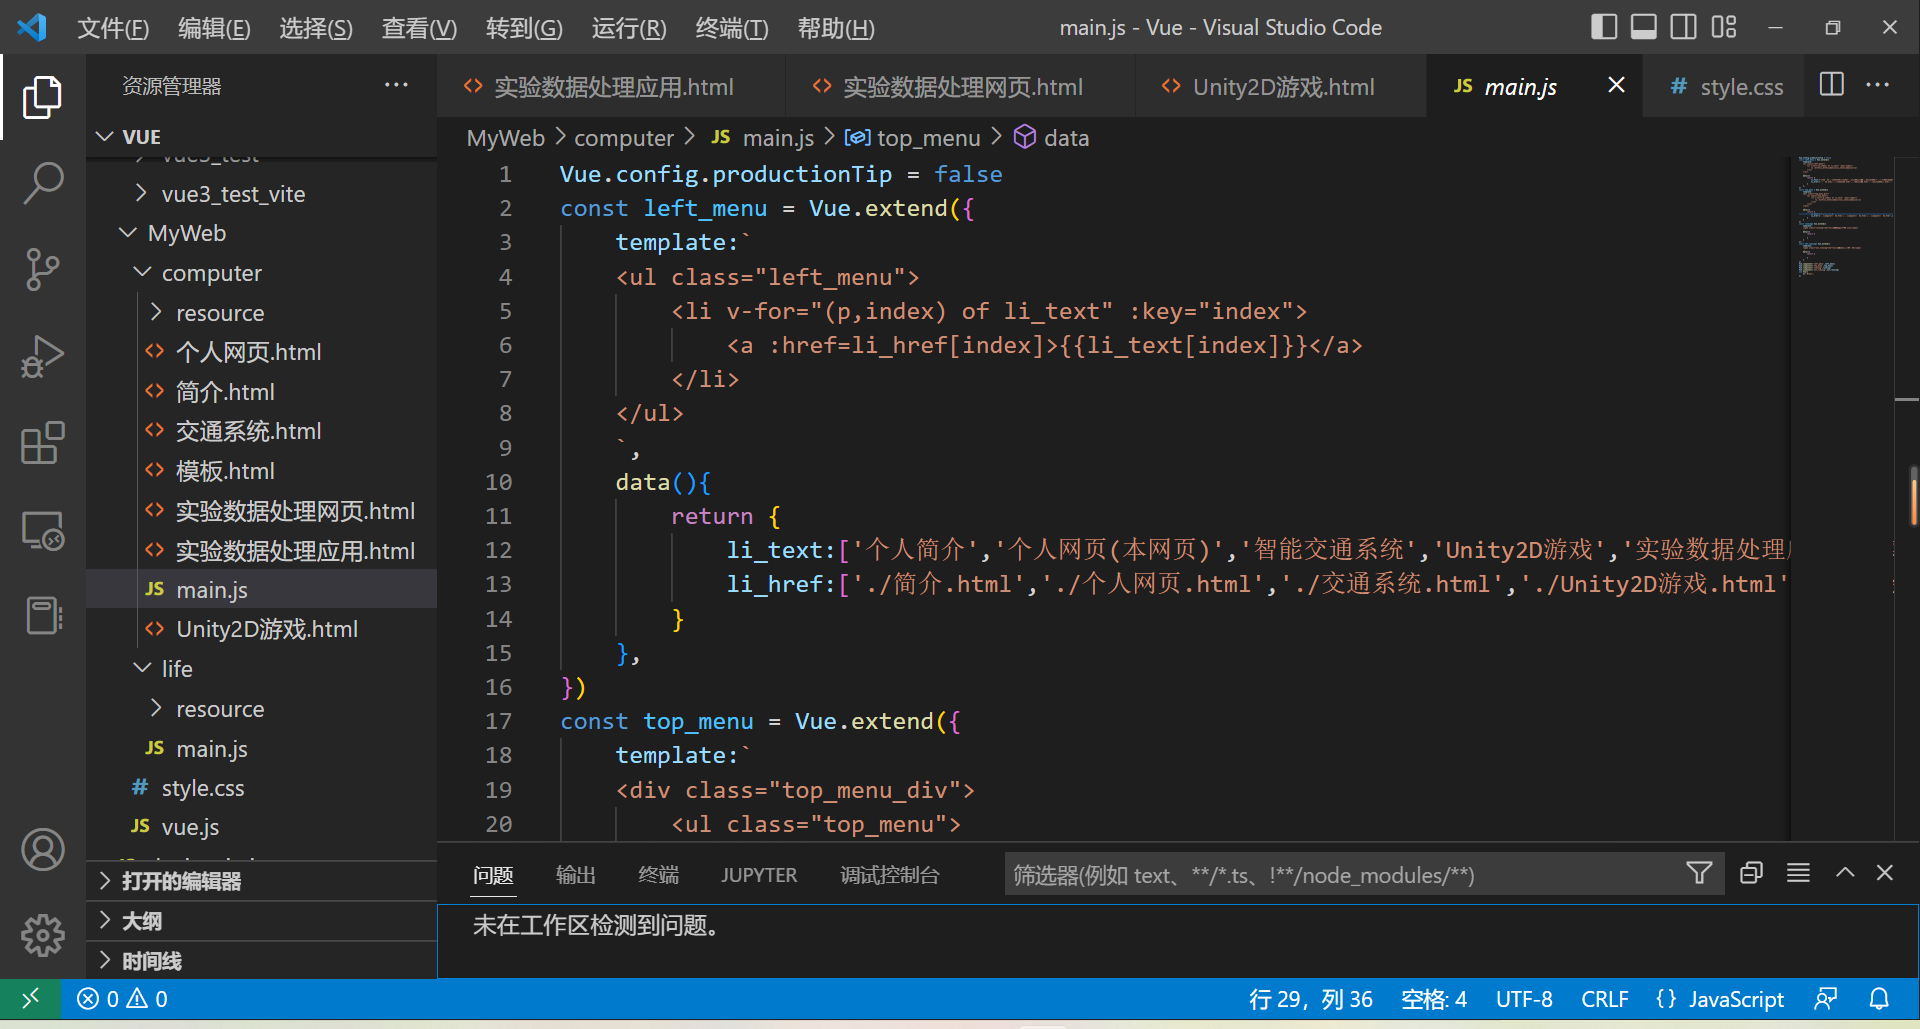 文件(F) 编辑(E) 选择(S) 查看(V) 转到(G) 运行(R) 终端(T) 帮助(H) main.js - Vue - Visual Studio Code
资源管理器
VUE
vue3_test
vue3_test_vite
MyWeb
computer
resource
个人网页.html
简介.html
交通系统.html
模板.html
实验数据处理网页.html
实验数据处理应用.html
JS main.js
Unity2D游戏.html
life
resource
JS main.js
# style.css
JS vue.js
打开的编辑器
大纲
时间线
实验数据处理应用.html 实验数据处理网页.html Unity2D游戏.html JS main.js # style.css
MyWeb > computer > JS main.js > top_menu > data
1 Vue.config.productionTip = false
2 const left_menu = Vue.extend({
3 template:`
4 <ul class="left_menu">
5 <li v-for="(p,index) of li_text" :key="index">
6 <a :href=li_href[index]>{{li_text[index]}}</a>
7 </li>
8 </ul>
9 `,
10 data(){
11 return {
12 li_text:['个人简介','个人网页(本网页)','智能交通系统','Unity2D游戏','实验数据处理
13 li_href:['./简介.html','./个人网页.html','./交通系统.html','./Unity2D游戏.html'
14 }
15 },
16 })
17 const top_menu = Vue.extend({
18 template:`
19 <div class="top_menu_div">
20 <ul class="top_menu">
问题 输出 终端 JUPYTER 调试控制台 筛选器(例如 text、**/*.ts、!**/node_modules/**)
未在工作区检测到问题。
0 0 行 29，列 36 空格: 4 UTF-8 CRLF {} JavaScript